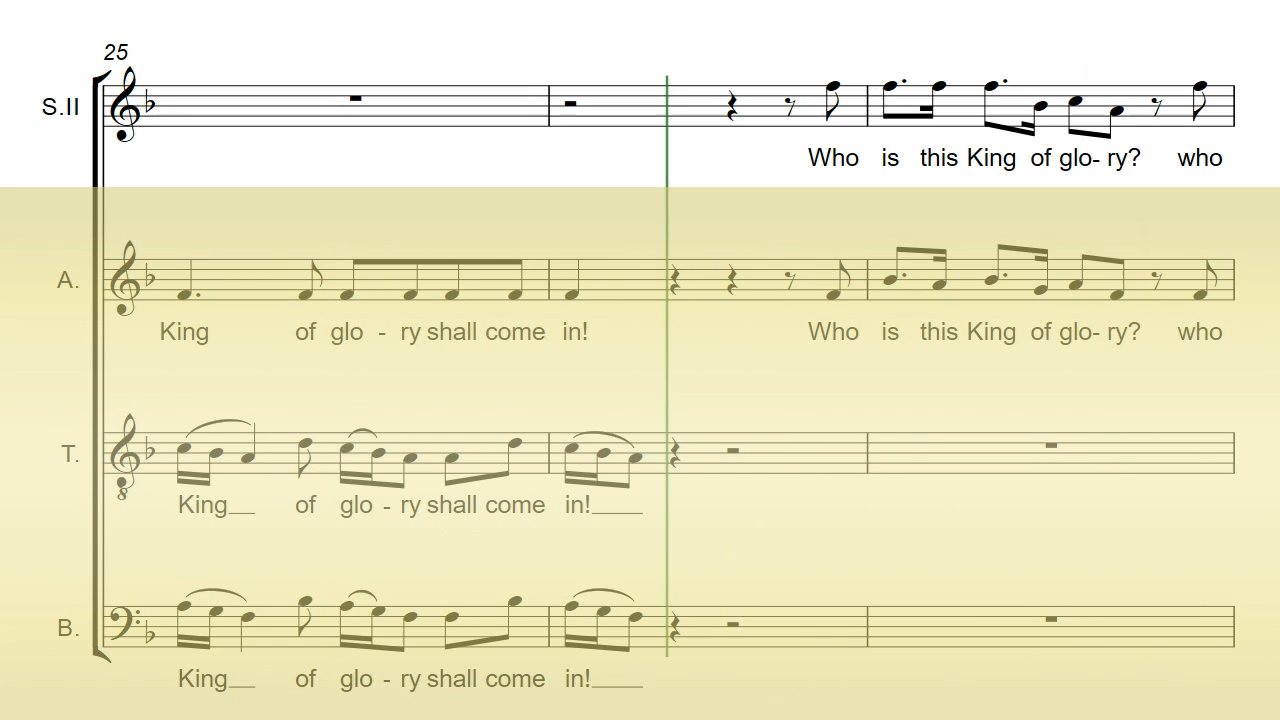 25
S.II
Who is this King of glo- ry? who
A.
King of glo - ry shall come in! Who is this King of glo- ry? who
T.
8
King__ of glo - ry shall come in!____
B.
King__ of glo - ry shall come in!____